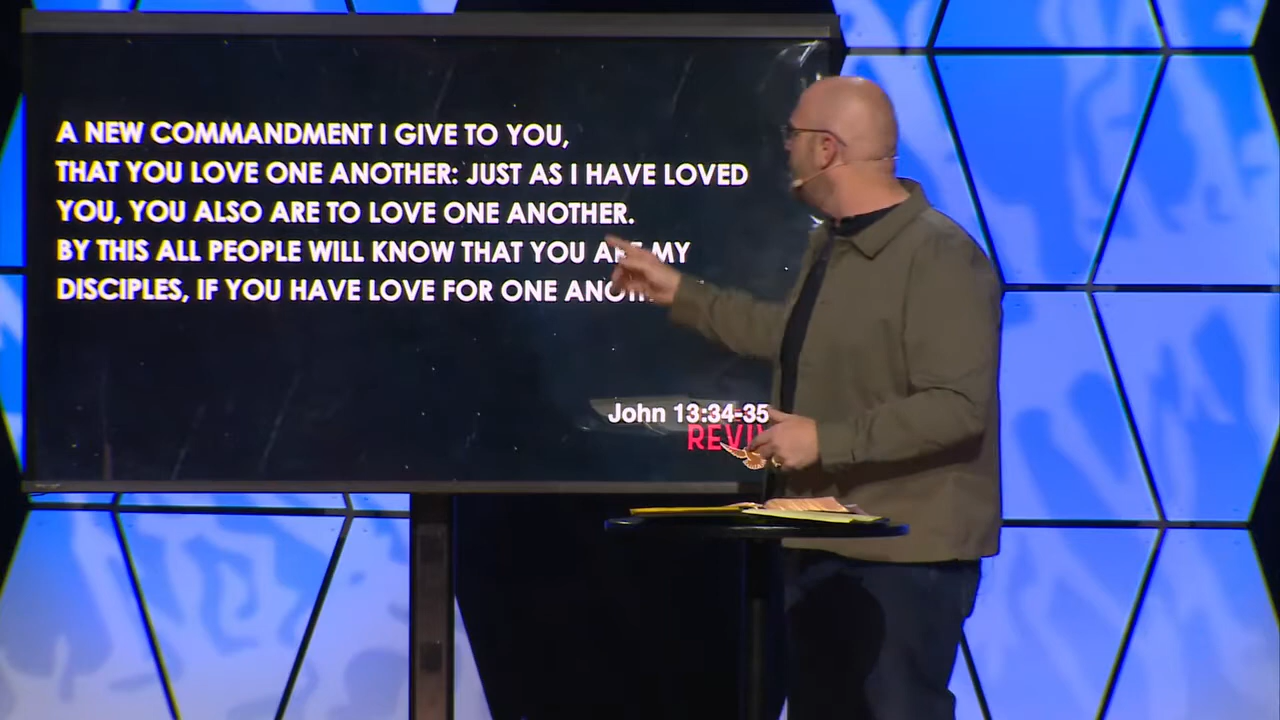 A NEW COMMANDMENT I GIVE TO YOU,
THAT YOU LOVE ONE ANOTHER: JUST AS I HAVE LOVED
YOU, YOU ALSO ARE TO LOVE ONE ANOTHER.
BY THIS ALL PEOPLE WILL KNOW THAT YOU ARE MY
DISCIPLES, IF YOU HAVE LOVE FOR ONE
John 13:34-35